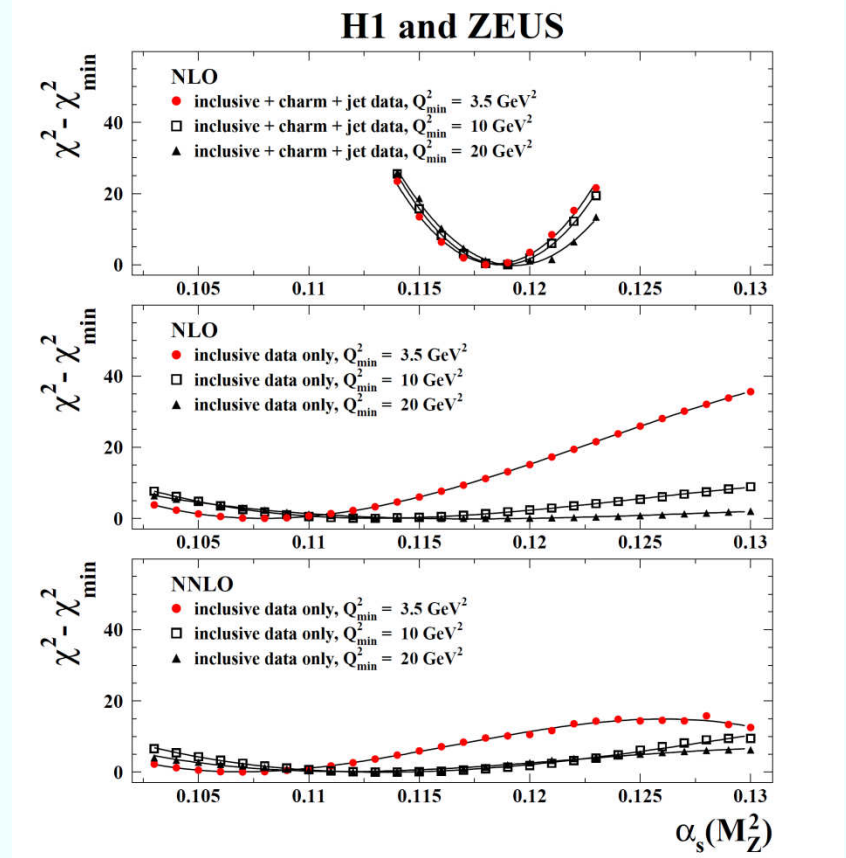 H1 and ZEUS
χ² - χ²min
NLO
inclusive + charm + jet data, Q²min = 3.5 GeV²
inclusive + charm + jet data, Q²min = 10 GeV²
inclusive + charm + jet data, Q²min = 20 GeV²
40
20
0
0.105 0.11 0.115 0.12 0.125 0.13
χ² - χ²min
NLO
inclusive data only, Q²min = 3.5 GeV²
inclusive data only, Q²min = 10 GeV²
inclusive data only, Q²min = 20 GeV²
40
20
0
0.105 0.11 0.115 0.12 0.125 0.13
χ² - χ²min
NNLO
inclusive data only, Q²min = 3.5 GeV²
inclusive data only, Q²min = 10 GeV²
inclusive data only, Q²min = 20 GeV²
40
20
0
0.105 0.11 0.115 0.12 0.125 0.13
αs(M²Z)